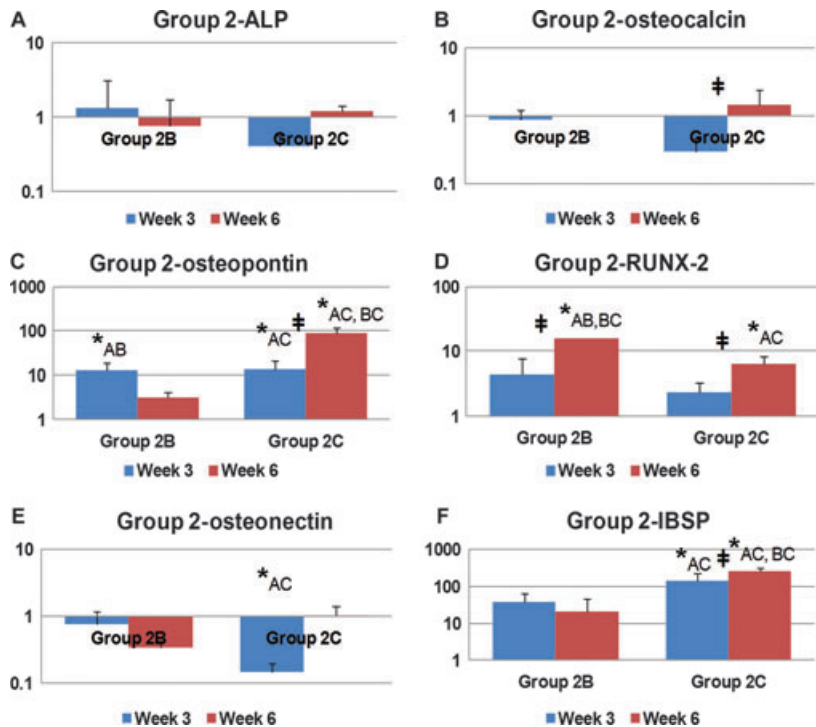 A Group 2-ALP
10
1
0.1
Group 2B Group 2C
Week 3 Week 6
B Group 2-osteocalcin
10
1
0.1
ǂ
Group 2B Group 2C
Week 3 Week 6
C Group 2-osteopontin
1000
100
10
1
*AB
*AC
ǂ
*AC, BC
Group 2B Group 2C
Week 3 Week 6
D Group 2-RUNX-2
100
10
1
ǂ
*AB,BC
ǂ
*AC
Group 2B Group 2C
Week 3 Week 6
E Group 2-osteonectin
10
1
0.1
*AC
Group 2B Group 2C
Week 3 Week 6
F Group 2-IBSP
1000
100
10
1
*AC
ǂ
*AC, BC
Group 2B Group 2C
Week 3 Week 6